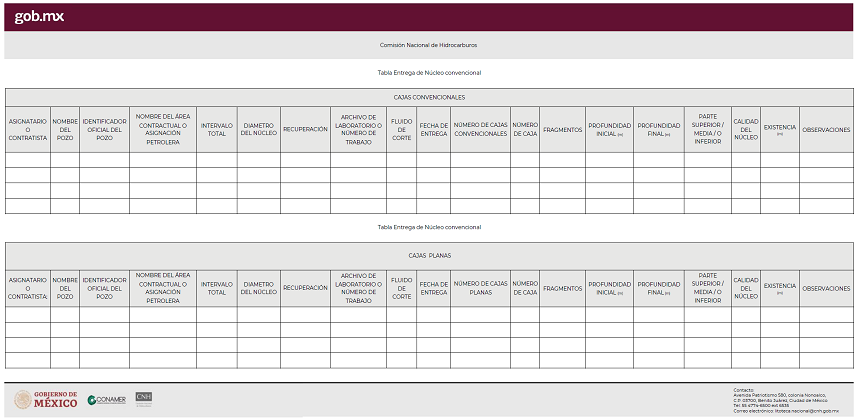 gob.mx
Comisión Nacional de Hidrocarburos
Tabla Entrega de Núcleo convencional
CAJAS CONVENCIONALES
ASIGNATARIO O CONTRATISTA
NOMBRE DEL POZO
IDENTIFICADOR OFICIAL DEL POZO
NOMBRE DEL ÁREA CONTRACTUAL O ASIGNACIÓN PETROLERA
INTERVALO TOTAL
DIAMETRO DEL NÚCLEO
RECUPERACIÓN
ARCHIVO DE LABORATORIO O NÚMERO DE TRABAJO
FLUIDO DE CORTE
FECHA DE ENTREGA
NÚMERO DE CAJAS CONVENCIONALES
NÚMERO DE CAJA
FRAGMENTOS
PROFUNDIDAD INICIAL (m)
PROFUNDIDAD FINAL (m)
PARTE SUPERIOR / MEDIA / O INFERIOR
CALIDAD DEL NÚCLEO
EXISTENCIA (m)
OBSERVACIONES
Tabla Entrega de Núcleo convencional
CAJAS PLANAS
ASIGNATARIO O CONTRATISTA:
NOMBRE DEL POZO
IDENTIFICADOR OFICIAL DEL POZO
NOMBRE DEL ÁREA CONTRACTUAL O ASIGNACIÓN PETROLERA
INTERVALO TOTAL
DIAMETRO DEL NÚCLEO
RECUPERACIÓN
ARCHIVO DE LABORATORIO O NÚMERO DE TRABAJO
FLUIDO DE CORTE
FECHA DE ENTREGA
NÚMERO DE CAJAS PLANAS
NÚMERO DE CAJA
FRAGMENTOS
PROFUNDIDAD INICIAL (m)
PROFUNDIDAD FINAL (m)
PARTE SUPERIOR / MEDIA / O INFERIOR
CALIDAD DEL NÚCLEO
EXISTENCIA (m)
OBSERVACIONES
GOBIERNO DE
MÉXICO
CONAMER
CNH
Contacto:
Avenida Patriotismo 580, colonia Nonoalco,
C.P. 03700, Benito Juárez, Ciudad de México
Tel. 55 4774-6500 ext 6535
Correo electrónico: litoteca.nacional@cnh.gob.mx